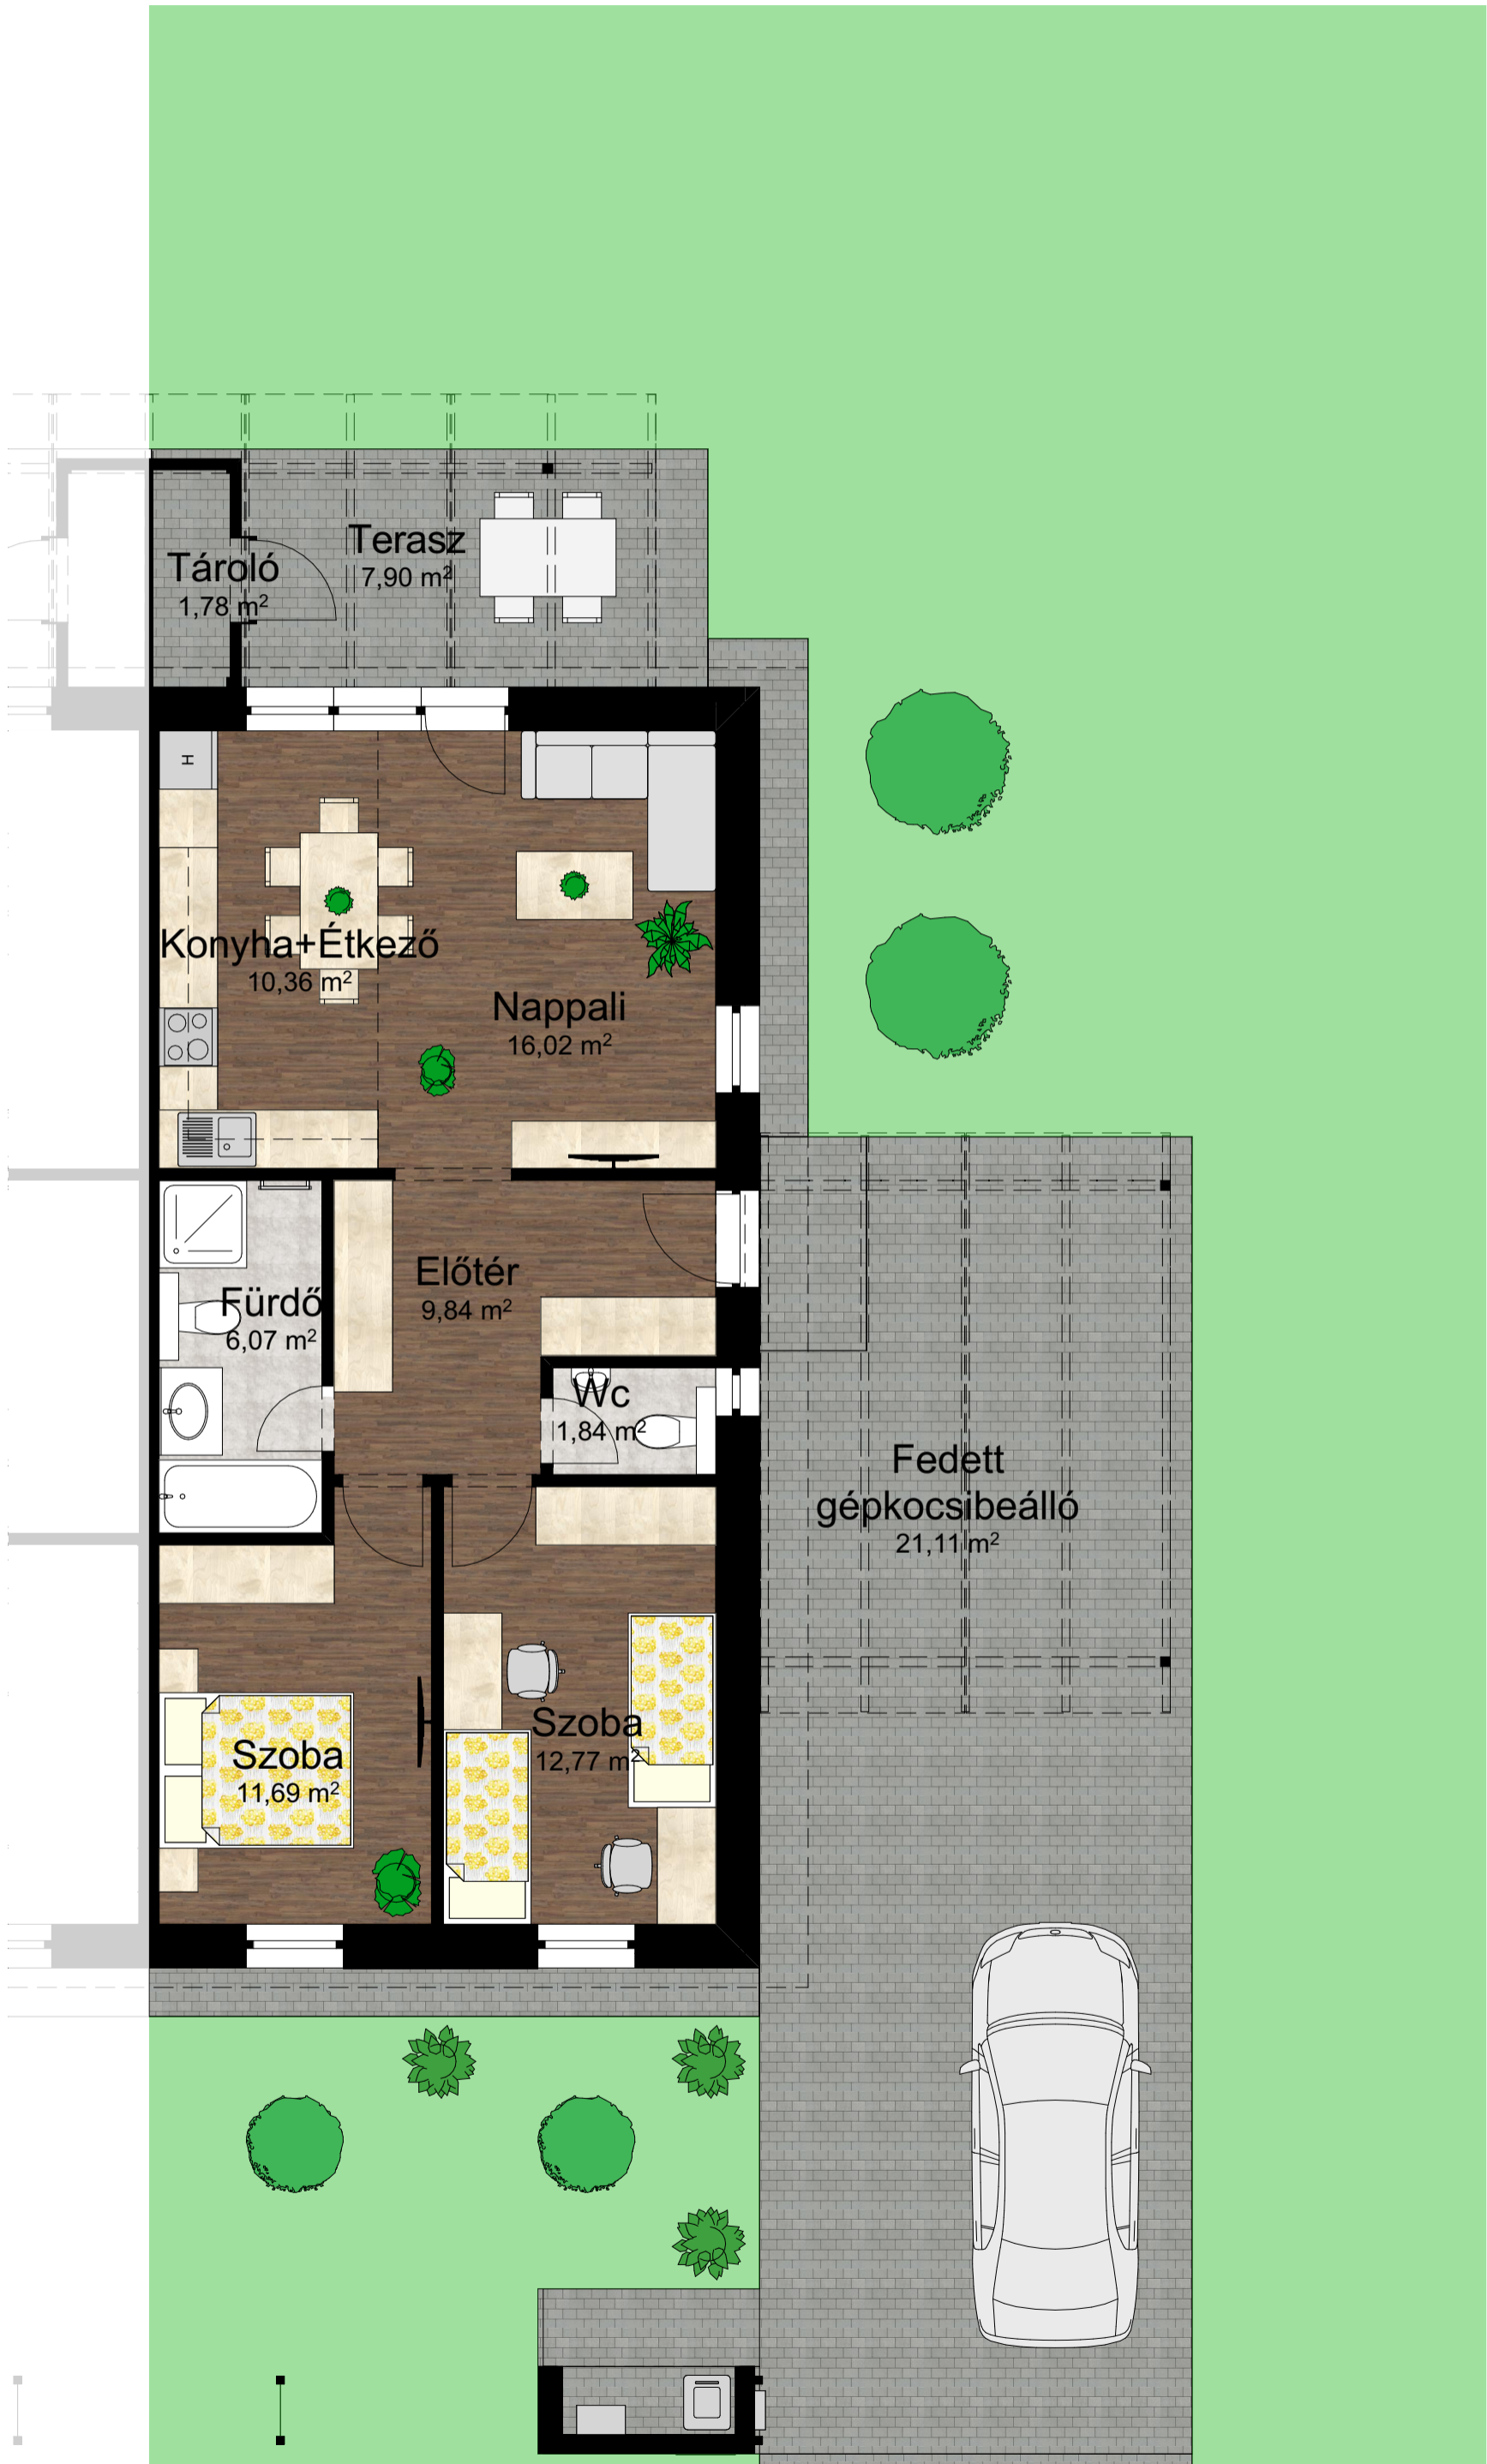 Terasz
7,90 m²
Tároló
1,78 m²
H
Konyha+Étkező
10,36 m²
Nappali
16,02 m²
Előtér
9,84 m²
Fürdő
6,07 m²
Wc
1,84 m²
Fedett
gépkocsibeálló
21,11 m²
Szoba
12,77 m²
Szoba
11,69 m²